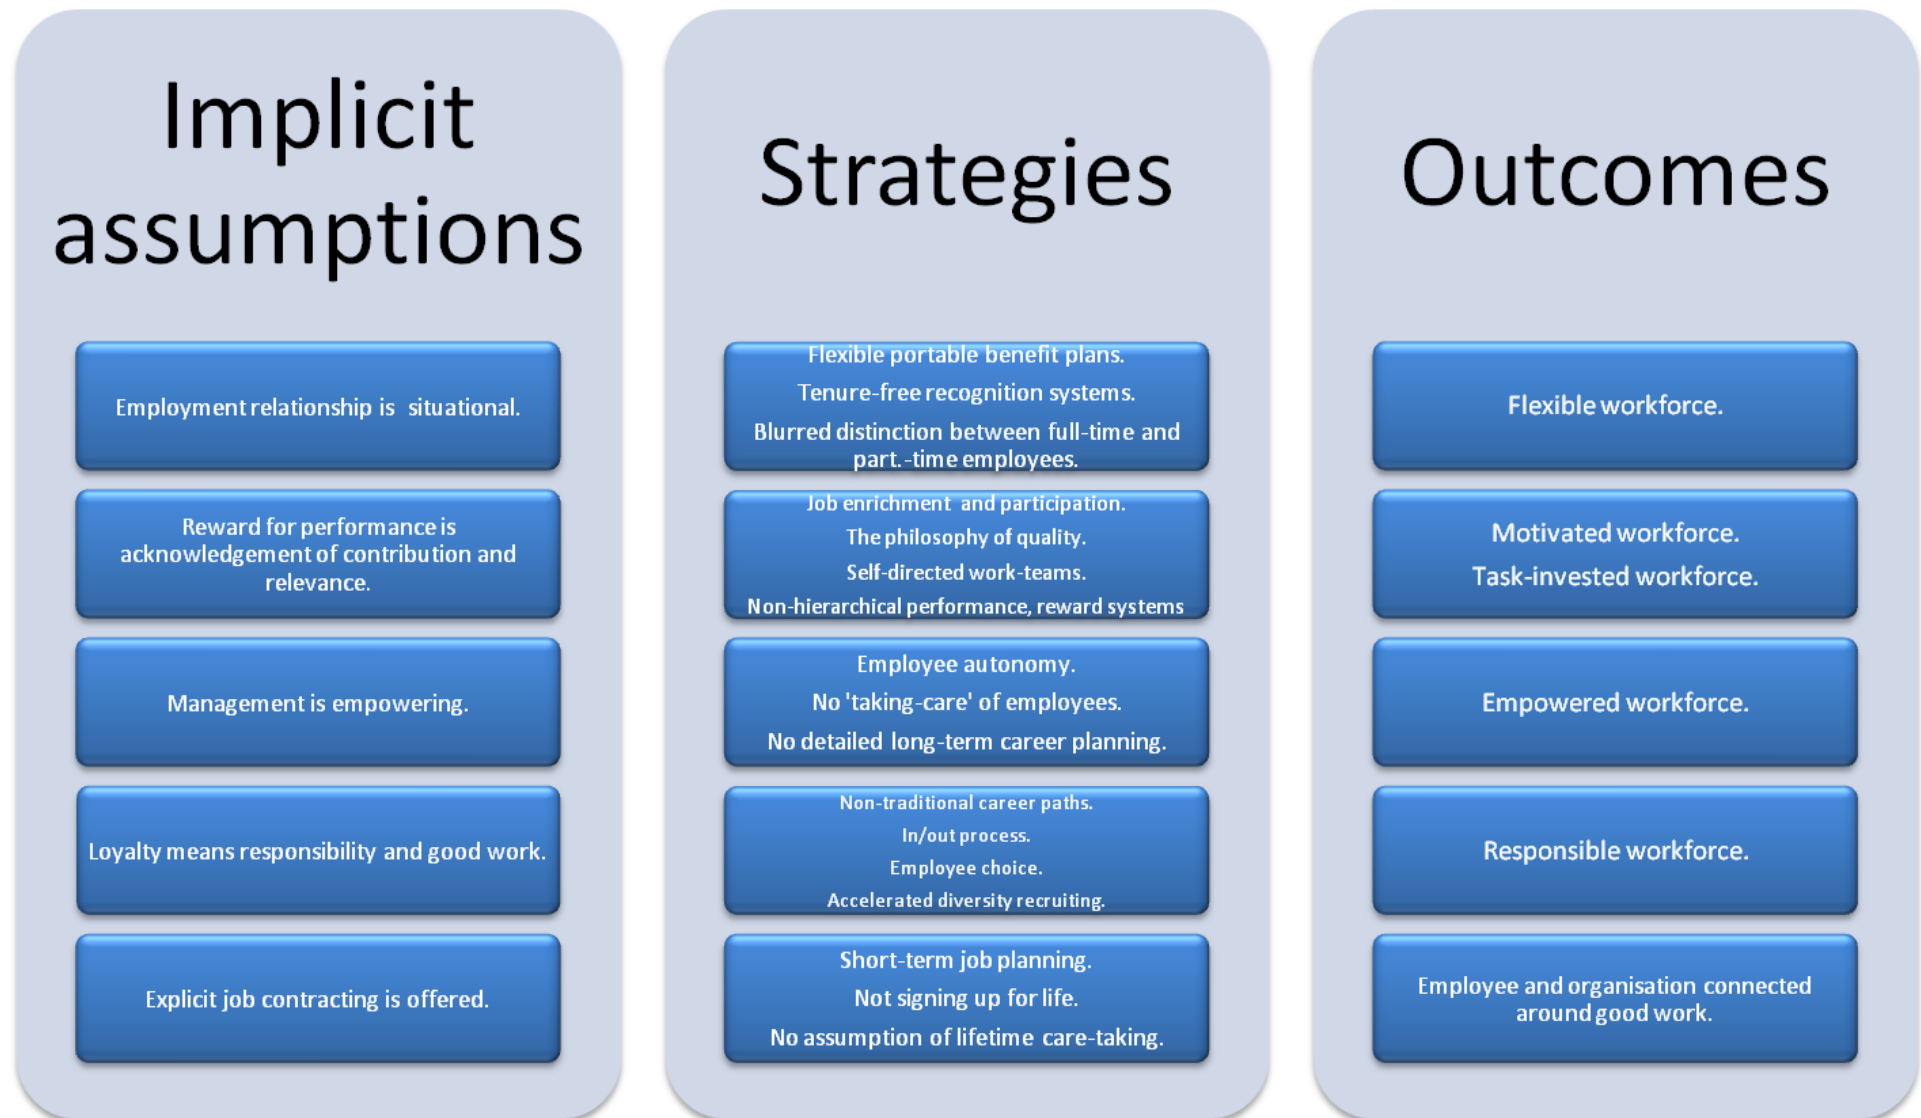 Implicit
assumptions
Employment relationship is situational.
Reward for performance is
acknowledgement of contribution and
relevance.
Management is empowering.
Loyalty means responsibility and good work.
Explicit job contracting is offered.
Strategies
Flexible portable benefit plans.
Tenure-free recognition systems.
Blurred distinction between full-time and
part.-time employees.
Job enrichment and participation.
The philosophy of quality.
Self-directed work-teams.
Non-hierarchical performance, reward systems
Employee autonomy.
No 'taking-care' of employees.
No detailed long-term career planning.
Non-traditional career paths.
In/out process.
Employee choice.
Accelerated diversity recruiting.
Short-term job planning.
Not signing up for life.
No assumption of lifetime care-taking.
Outcomes
Flexible workforce.
Motivated workforce.
Task-invested workforce.
Empowered workforce.
Responsible workforce.
Employee and organisation connected
around good work.